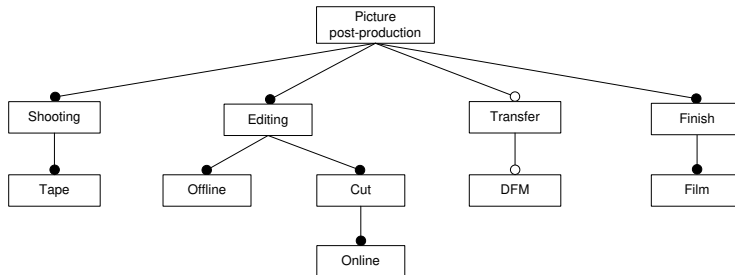 Picture
post-production
Shooting
Editing
Transfer
Finish
Tape
Offline
Cut
DFM
Film
Online